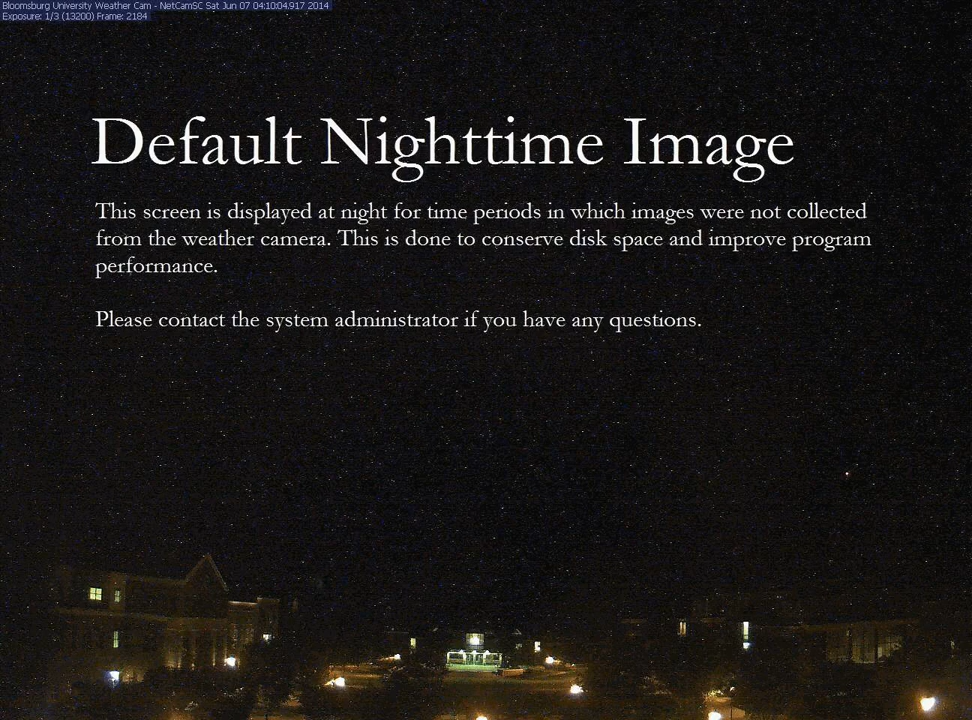 Bloomsburg University Weather Cam - NetCamSC Sat Jun 07 04:10:04.917 2014
Exposure: 1/3 (13200) Frame: 2184
Default Nighttime Image
This screen is displayed at night for time periods in which images were not collected
from the weather camera. This is done to conserve disk space and improve program
performance.
Please contact the system administrator if you have any questions.